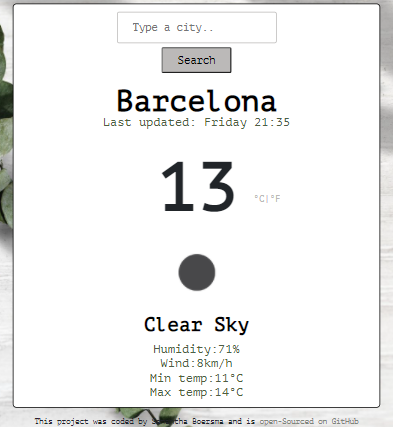 Type a city..
Search
Barcelona
Last updated: Friday 21:35
13 °C|°F
Clear Sky
Humidity:71%
Wind:8km/h
Min temp:11°C
Max temp:14°C
This project was coded by Samantha Boersma and is open-Sourced on GitHub